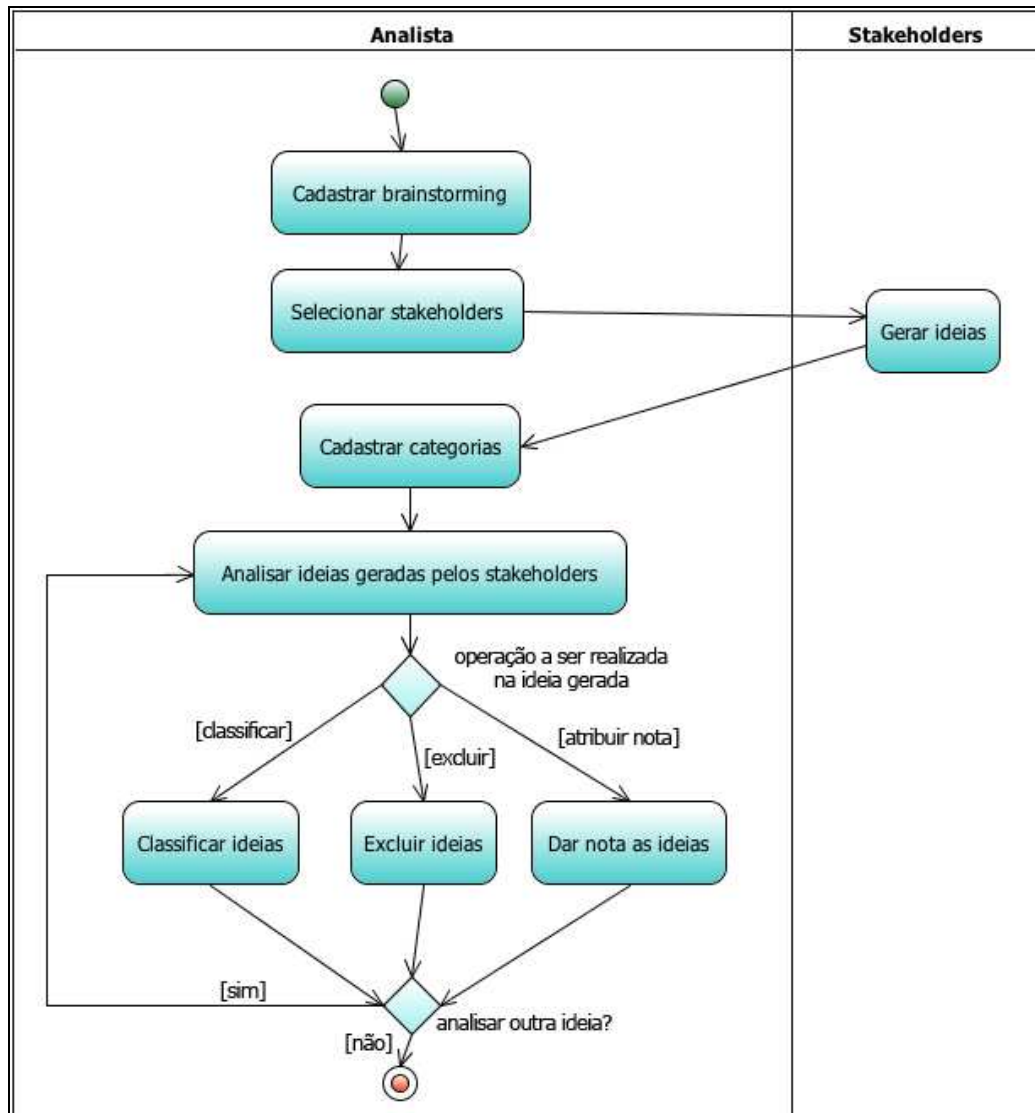 Analista
Stakeholders
Cadastrar brainstorming
Selecionar stakeholders
Gerar ideias
Cadastrar categorias
Analisar ideias geradas pelos stakeholders
operação a ser realizada
na ideia gerada
[classificar]
[excluir]
[atribuir nota]
Classificar ideias
Excluir ideias
Dar nota as ideias
[sim]
analisar outra ideia?
[não]